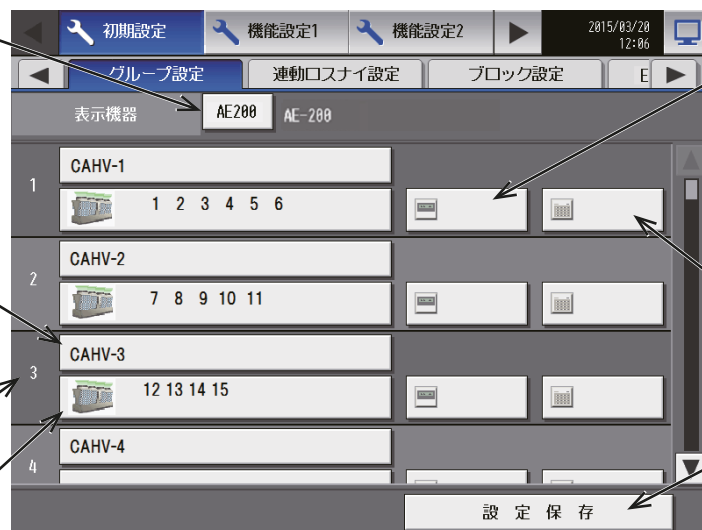 初期設定 機能設定1 機能設定2 2015/03/20
12:06
グループ設定 連動ロスナイ設定 ブロック設定 E
表示機器 AE200 AE-200
CAHV-1
1 1 2 3 4 5 6
CAHV-2
2 7 8 9 10 11
CAHV-3
3 12 13 14 15
CAHV-4
4
設定保存